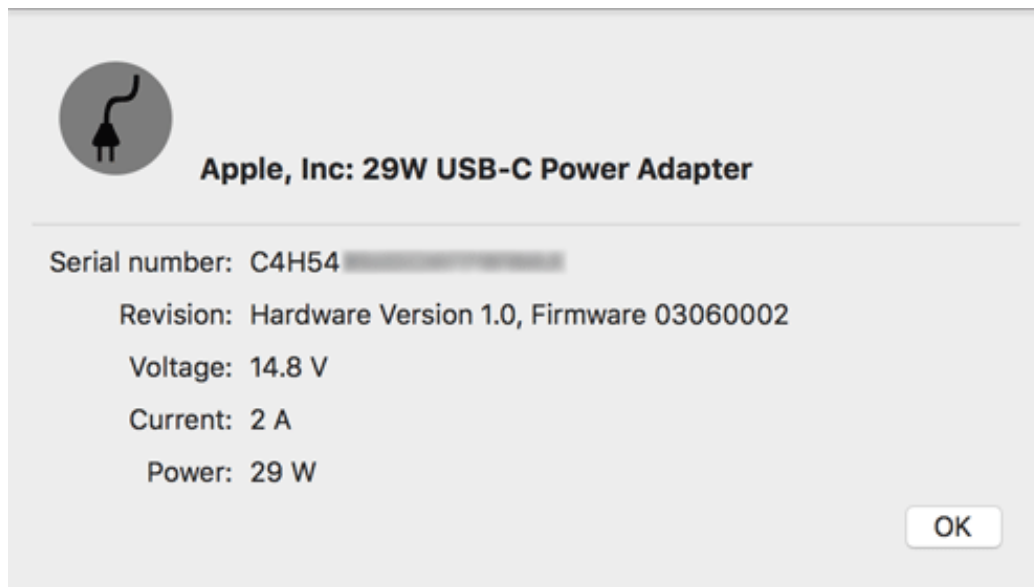 Apple, Inc: 29W USB-C Power Adapter
Serial number: C4H54
Revision: Hardware Version 1.0, Firmware 03060002
Voltage: 14.8 V
Current: 2 A
Power: 29 W
OK